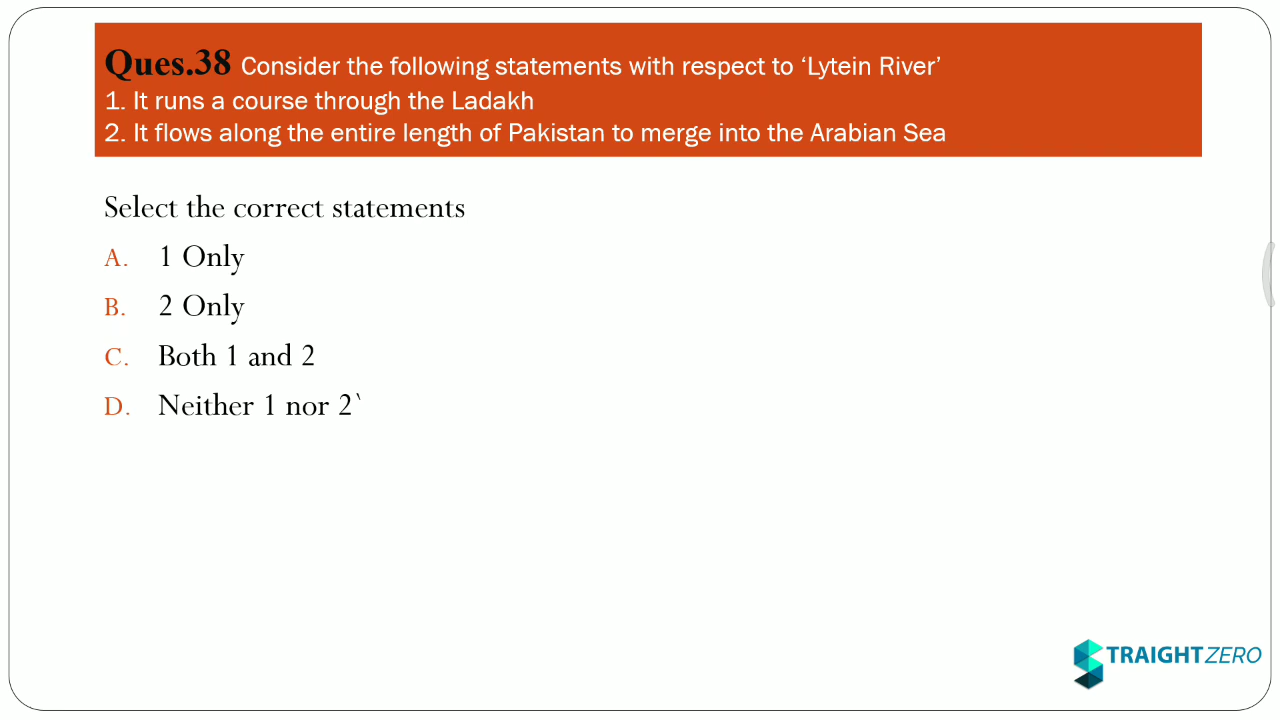 Ques.38 Consider the following statements with respect to ‘Lytein River’
1. It runs a course through the Ladakh
2. It flows along the entire length of Pakistan to merge into the Arabian Sea
Select the correct statements
A. 1 Only
B. 2 Only
C. Both 1 and 2
D. Neither 1 nor 2`
STRAIGHTZERO